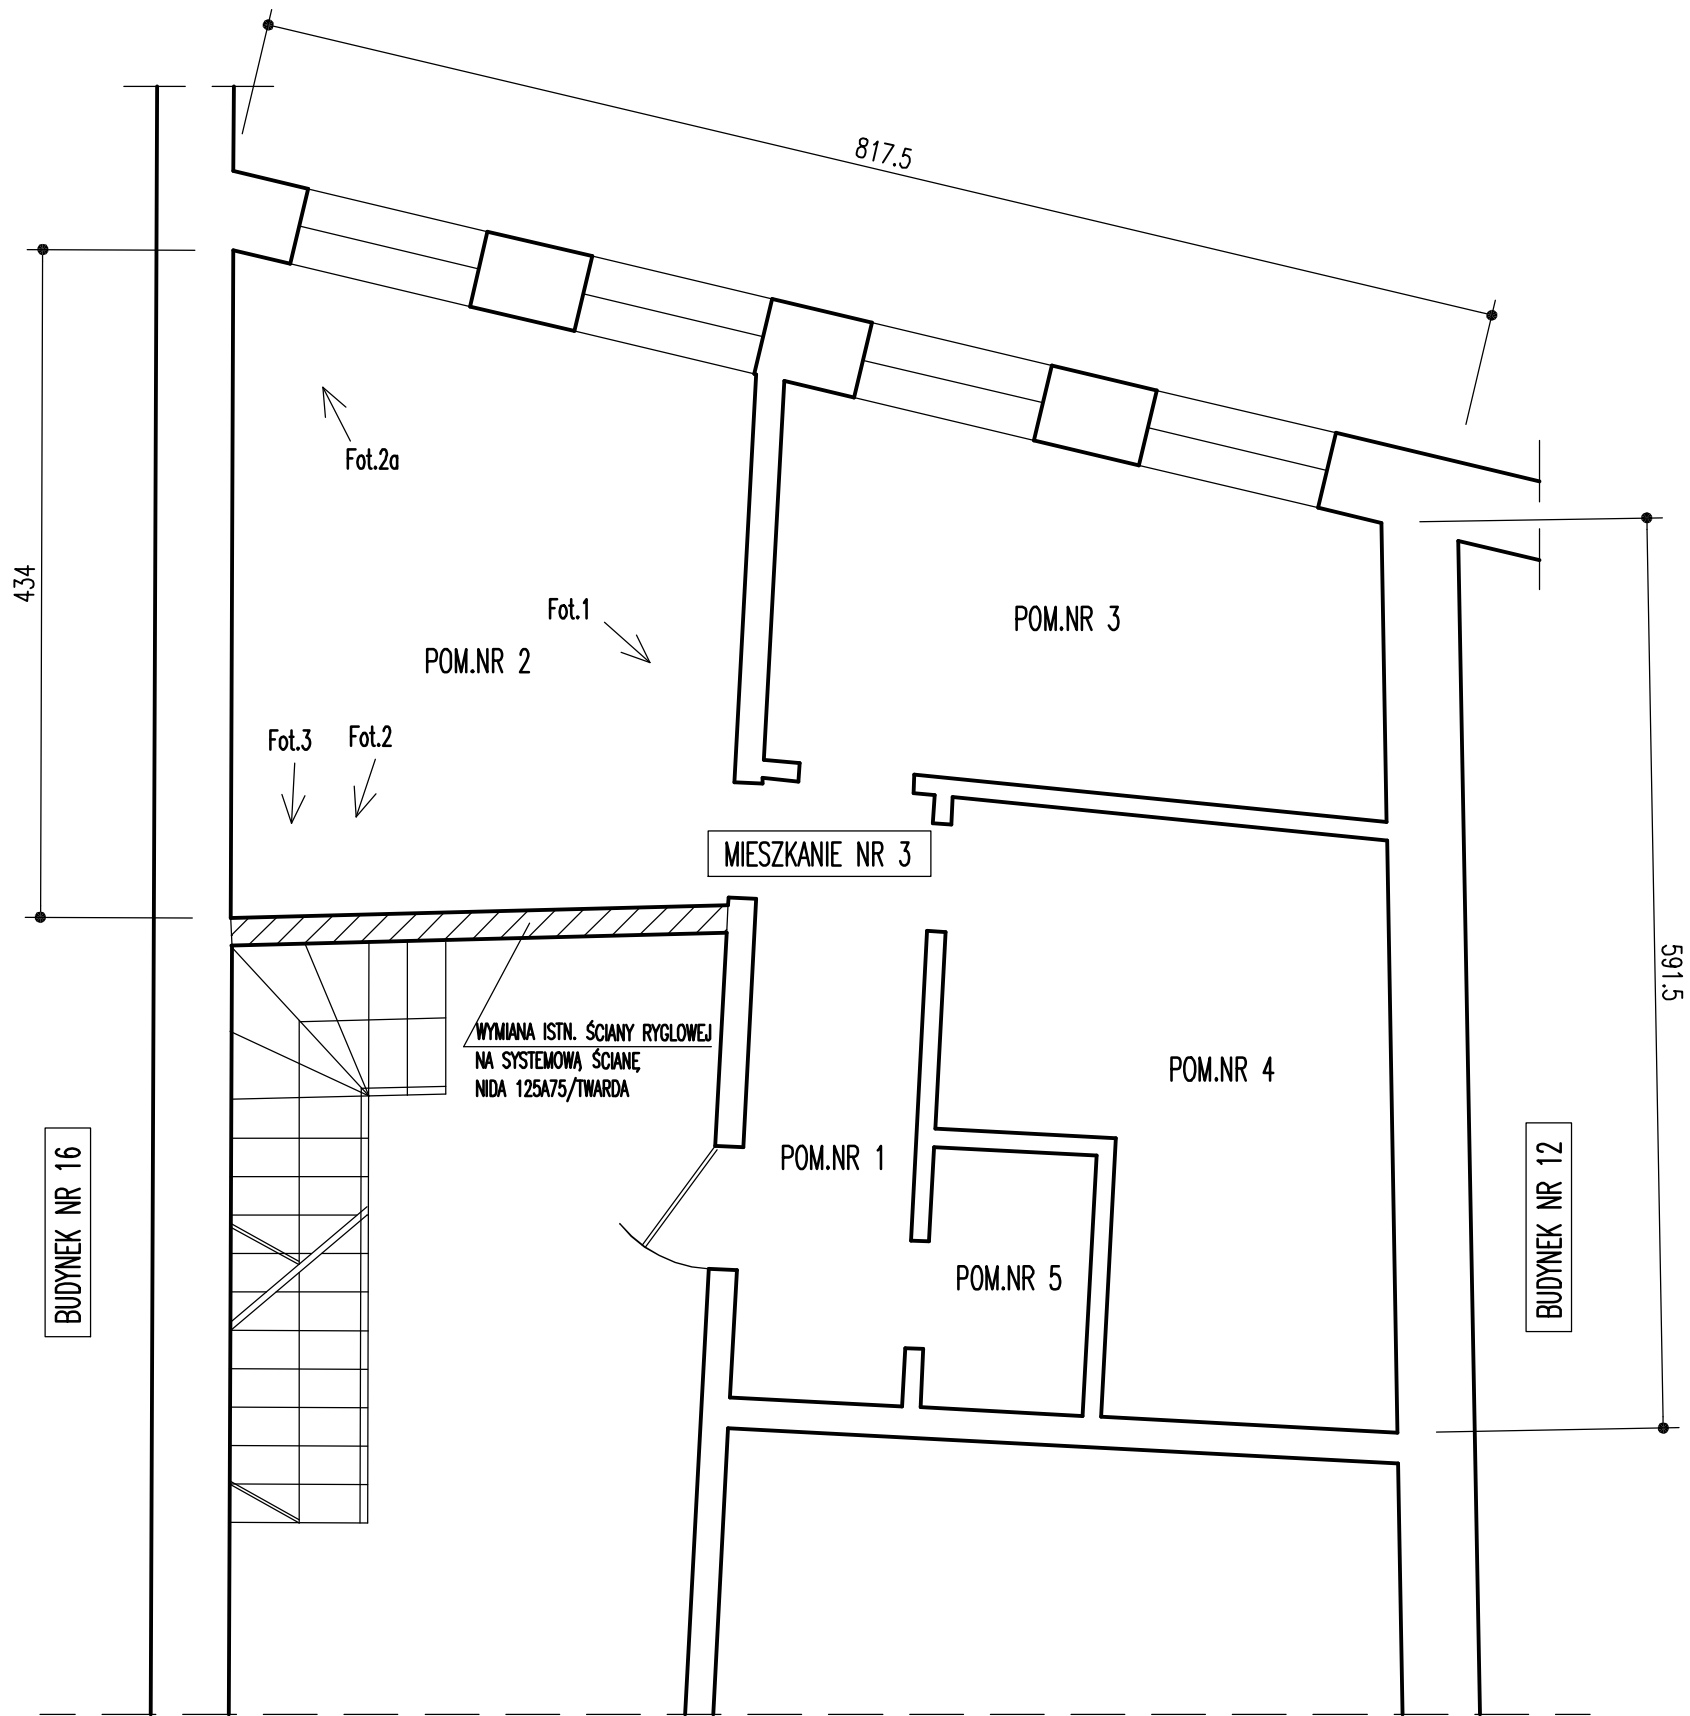 817.5
434
Fot.2a
Fot.1
POM.NR 3
POM.NR 2
Fot.3
Fot.2
MIESZKANIE NR 3
591.5
WYMIANA ISTN. ŚCIANY RYGLOWEJ
NA SYSTEMOWĄ ŚCIANĘ
NIDA 125A75/TWARDA
POM.NR 4
POM.NR 1
BUDYNEK NR 16
BUDYNEK NR 12
POM.NR 5